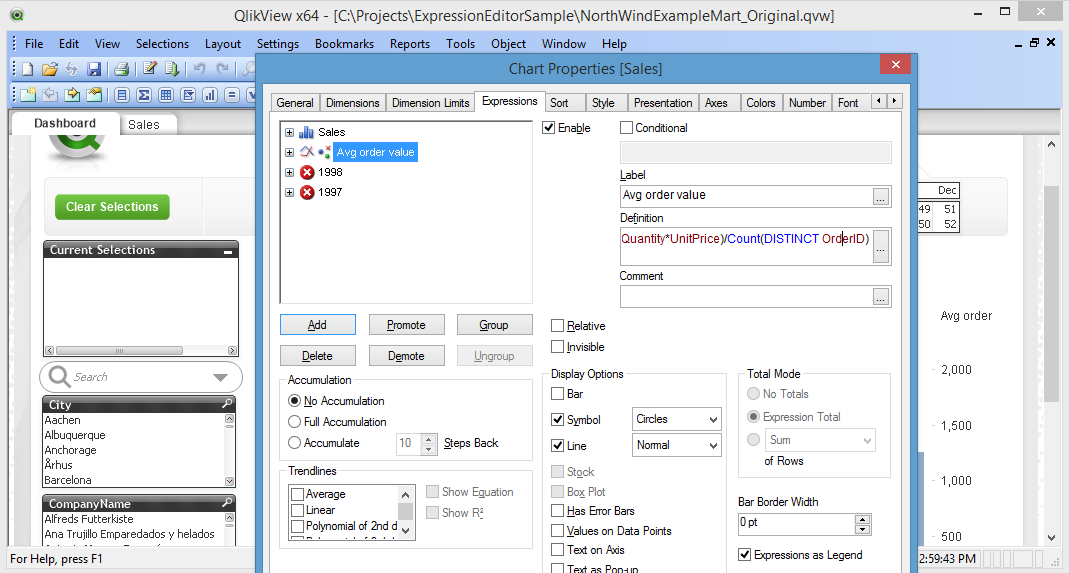 QlikView x64 - [C:\Projects\ExpressionEditorSample\NorthWindExampleMart_Original.qvw]
File Edit View Selections Layout Settings Bookmarks Reports Tools Object Window Help
Chart Properties [Sales]
General Dimensions Dimension Limits Expressions Sort Style Presentation Axes Colors Number Font
Dashboard Sales
Sales
Avg order value
1998
1997
Enable Conditional
Label
Avg order value
...
Definition
Quantity*UnitPrice)/Count(DISTINCT OrderID)
...
Comment
...
Add Promote Group
Delete Demote Ungroup
Relative
Invisible
Accumulation
No Accumulation
Full Accumulation
Accumulate 10 Steps Back
Trendlines
Average
Linear
Polynomial of 2nd d
Show Equation
Show R²
Display Options
Bar
Symbol Circles
Line Normal
Stock
Box Plot
Has Error Bars
Values on Data Points
Text on Axis
Text as Pop-up
Total Mode
No Totals
Expression Total
Sum
of Rows
Bar Border Width
0 pt
Expressions as Legend
Clear Selections
Current Selections
Search
City
Aachen
Albuquerque
Anchorage
Århus
Barcelona
CompanyName
Alfreds Futterkiste
Ana Trujillo Emparedados y helados
Dec
49 51
50 52
Avg order
2,000
1,500
1,000
500
For Help, press F1
2:59:43 PM